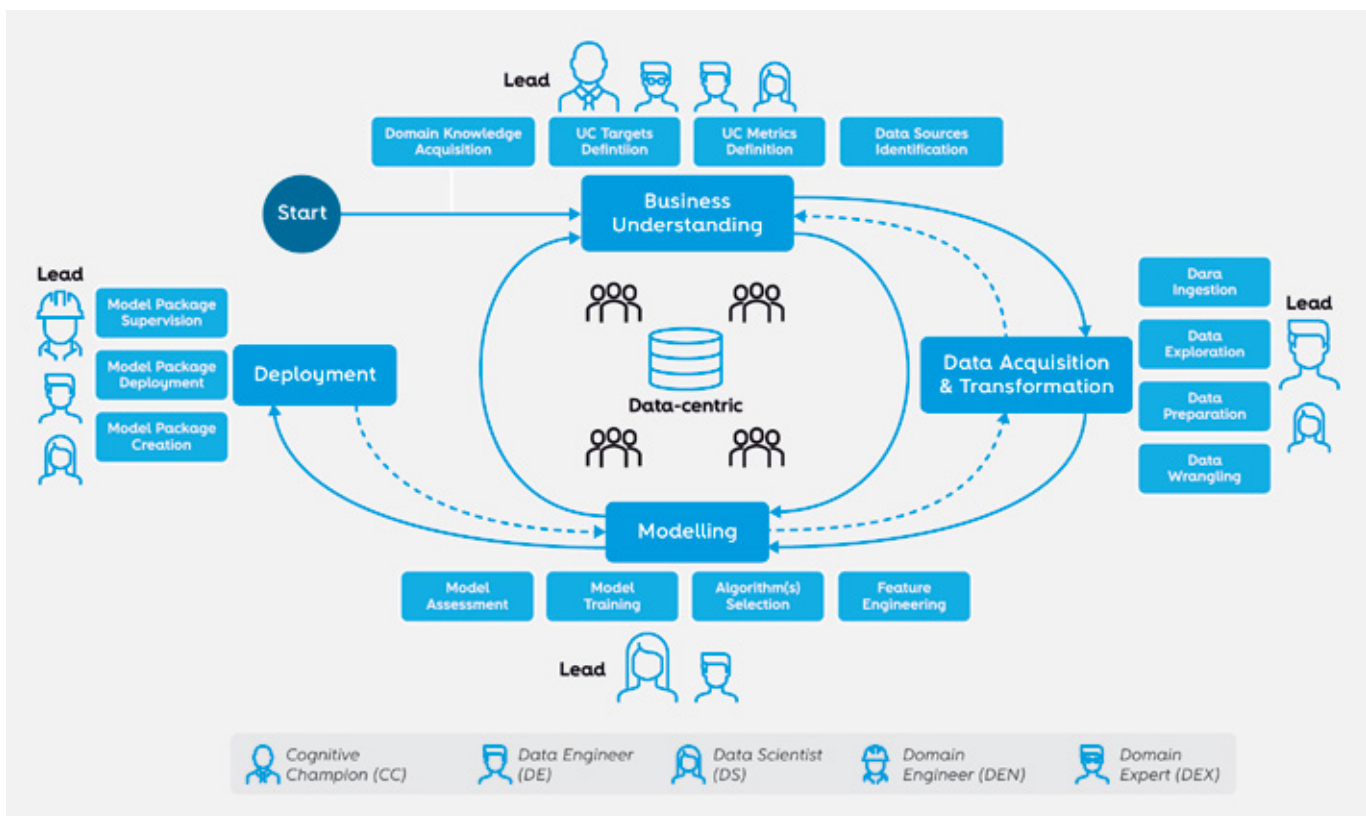 Lead
Domain Knowledge
Acquisition
UC Targets
Defintiion
UC Metrics
Definition
Data Sources
Identification
Start
Business
Understanding
Lead
Model Package
Supervision
Model Package
Deployment
Model Package
Creation
Deployment
Data-centric
Data Acquisition
& Transformation
Dara
Ingestion
Data
Exploration
Data
Preparation
Data
Wrangling
Lead
Modelling
Model
Assessment
Model
Training
Algorithm(s)
Selection
Feature
Engineering
Lead
Cognitive
Champion (CC)
Data Engineer
(DE)
Data Scientist
(DS)
Domain
Engineer (DEN)
Domain
Expert (DEX)